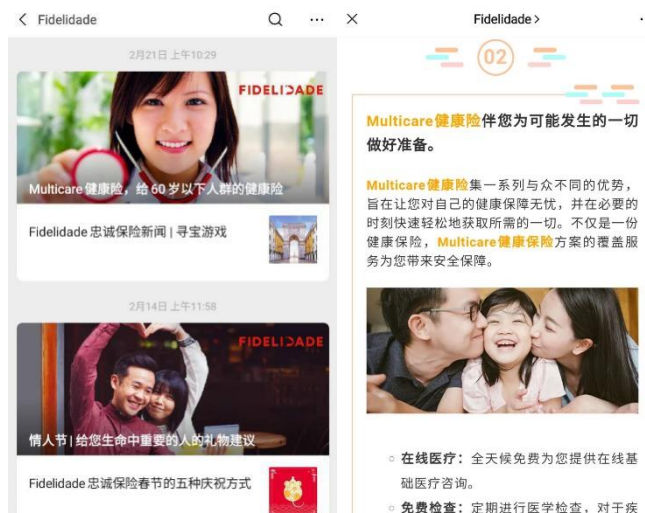 Fidelidade
2月21日 上午10:29
FIDELIDADE
Multicare 健康险，给 60 岁以下人群的健康险
Fidelidade 忠诚保险新闻 | 寻宝游戏
2月14日 上午11:58
FIDELIDADE
情人节 | 给您生命中重要的人的礼物建议
Fidelidade 忠诚保险春节的五种庆祝方式
Fidelidade >
02
Multicare健康险伴您为可能发生的一切
做好准备。
Multicare健康险集一系列与众不同的优势，
旨在让您对自己的健康保障无忧，并在必要的
时刻快速轻松地获取所需的一切。不仅是一份
健康保险，Multicare健康保险方案的覆盖服
务为您带来安全保障。
◦ 在线医疗：全天候免费为您提供在线基
础医疗咨询。
◦ 免费检查：定期进行医学检查，对于疾